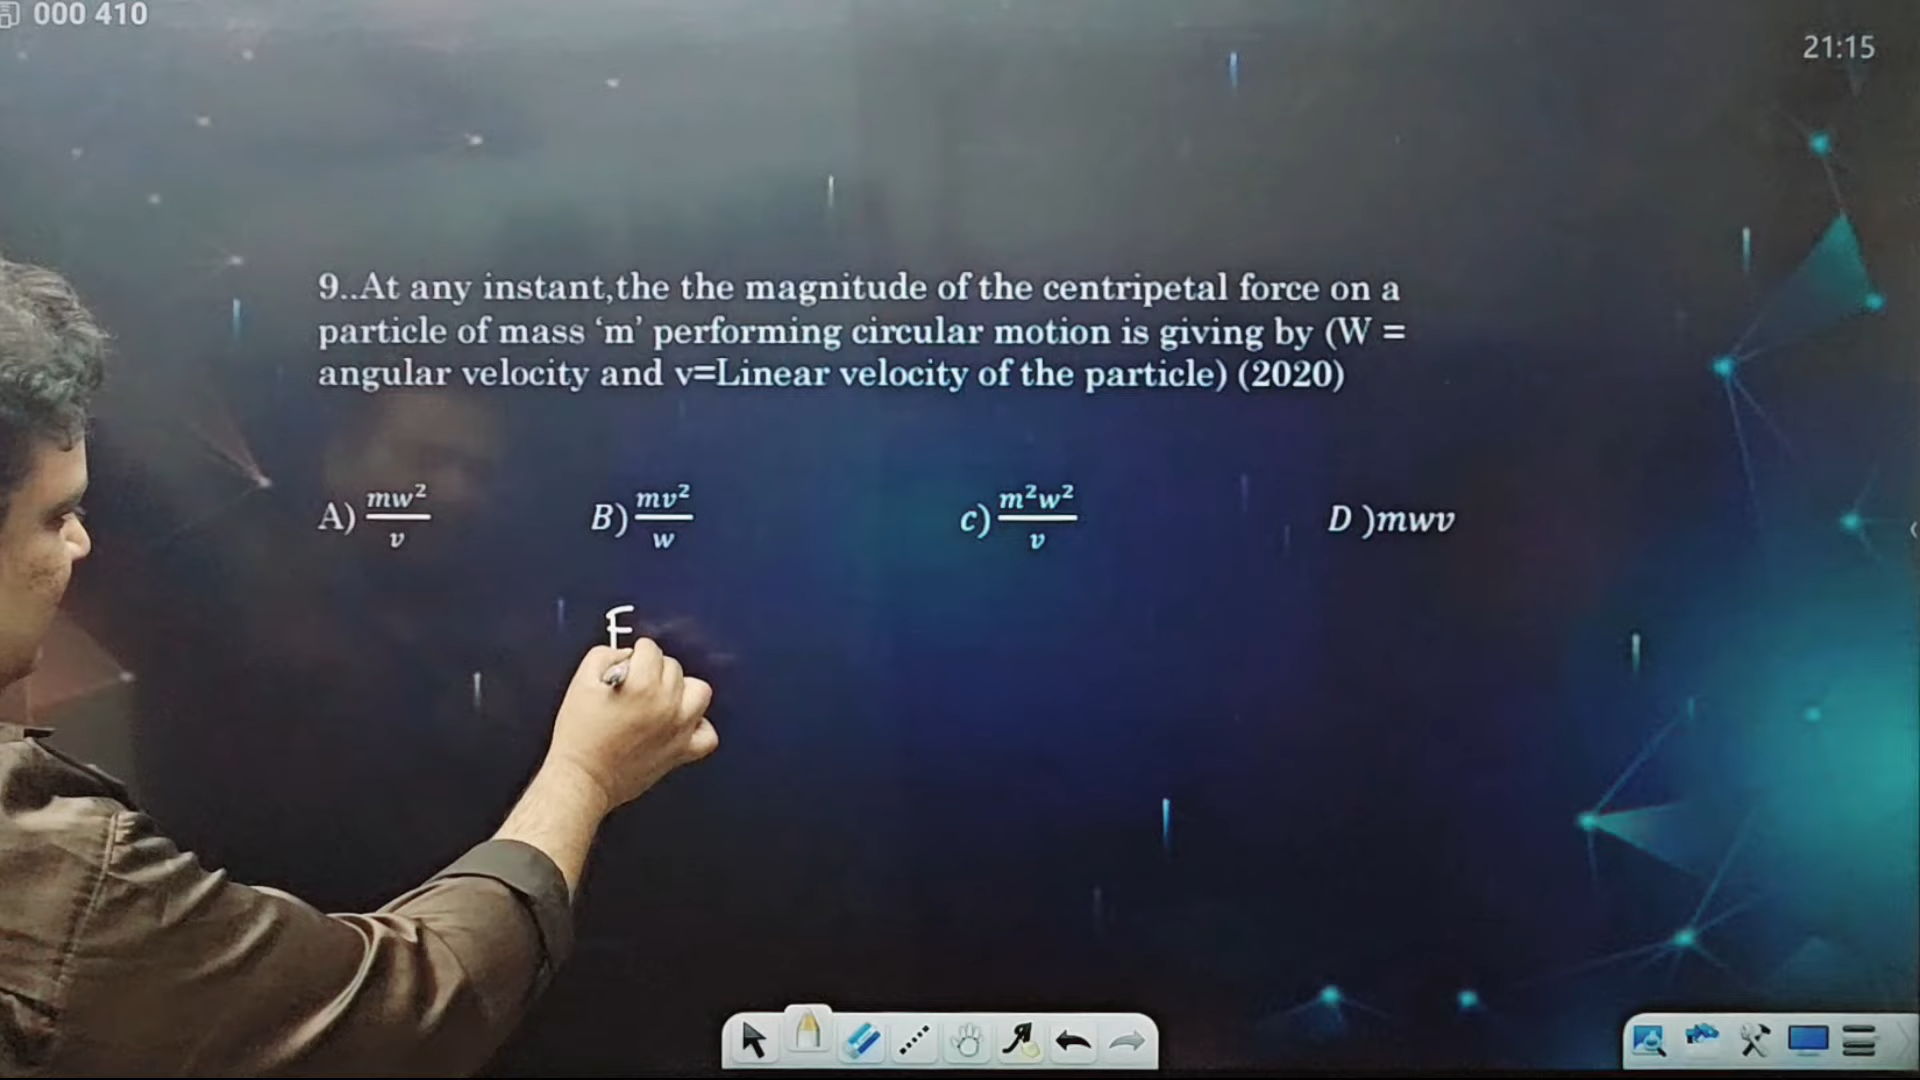 000 410
21:15
9..At any instant,the the magnitude of the centripetal force on a
particle of mass ‘m’ performing circular motion is giving by (W =
angular velocity and v=Linear velocity of the particle) (2020)
A) mw²/v B) mv²/w c) m²w²/v D )mwv
F